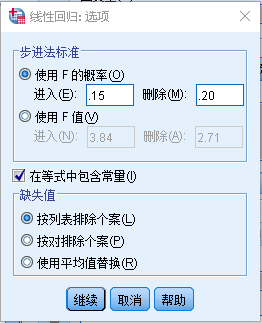 线性回归: 选项
步进法标准
使用 F 的概率(O)
进入(E): .15 删除(M): .20
使用 F 值(V)
进入(N): 3.84 删除(A): 2.71
在等式中包含常量(I)
缺失值
按列表排除个案(L)
按对排除个案(P)
使用平均值替换(R)
继续 取消 帮助